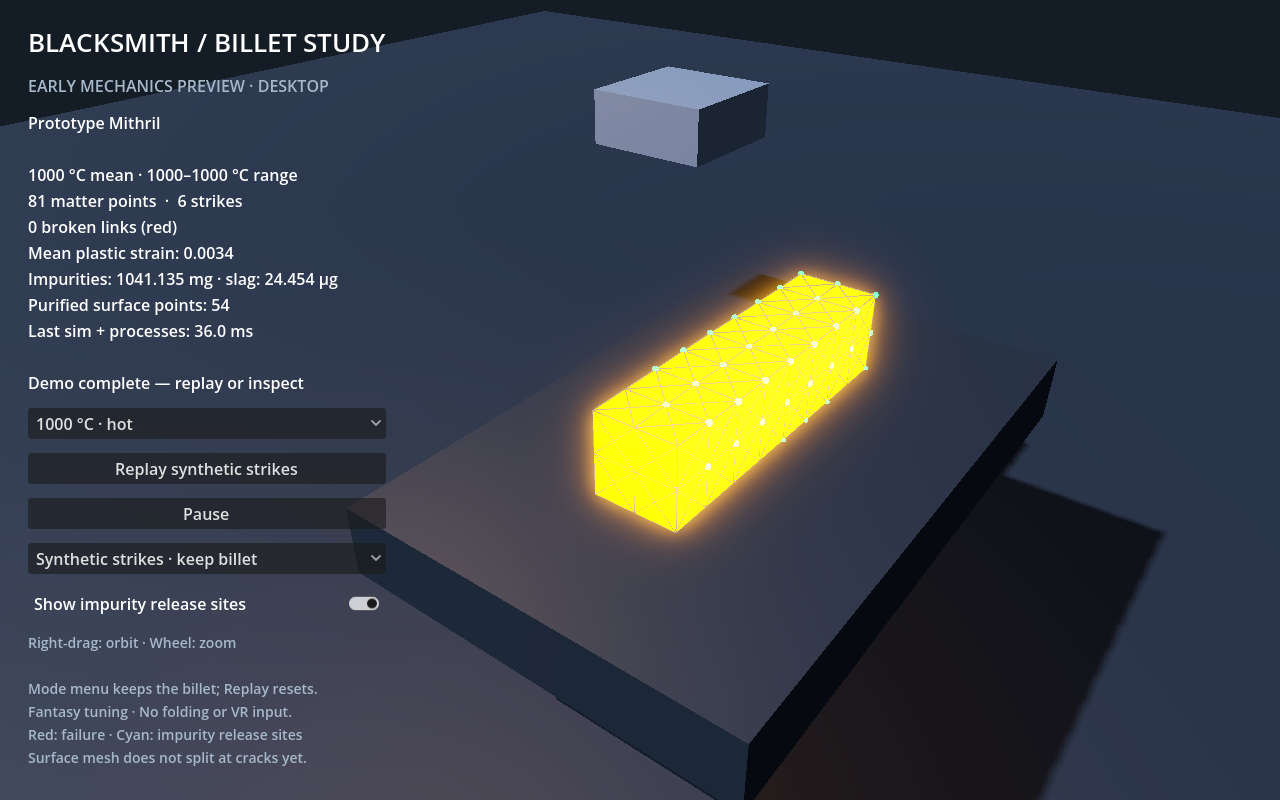 BLACKSMITH / BILLET STUDY
EARLY MECHANICS PREVIEW · DESKTOP
Prototype Mithril
1000 °C mean · 1000–1000 °C range
81 matter points · 6 strikes
0 broken links (red)
Mean plastic strain: 0.0034
Impurities: 1041.135 mg · slag: 24.454 µg
Purified surface points: 54
Last sim + processes: 36.0 ms
Demo complete — replay or inspect
1000 °C · hot
Replay synthetic strikes
Pause
Synthetic strikes · keep billet
Show impurity release sites
Right-drag: orbit · Wheel: zoom
Mode menu keeps the billet; Replay resets.
Fantasy tuning · No folding or VR input.
Red: failure · Cyan: impurity release sites
Surface mesh does not split at cracks yet.